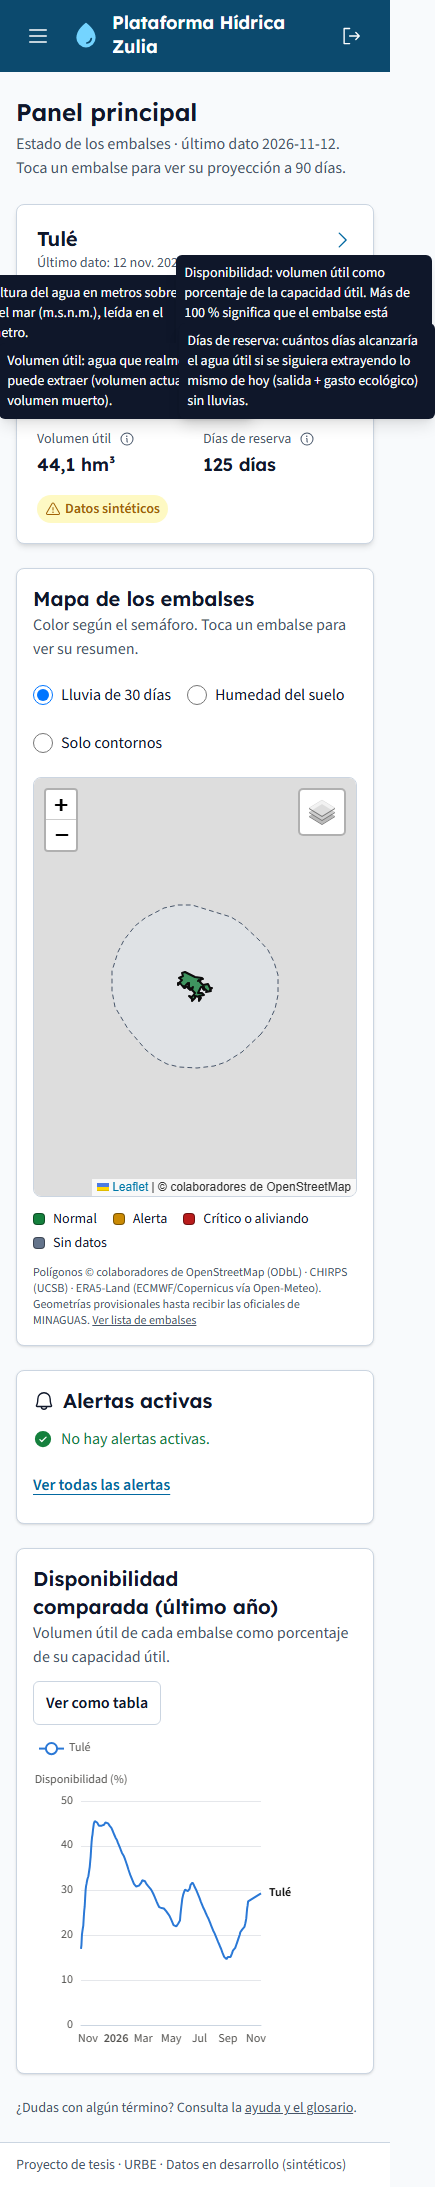 Plataforma Hídrica
Zulia
Panel principal
Estado de los embalses · último dato 2026-11-12.
Toca un embalse para ver su proyección a 90 días.
Tulé
Último dato: 12 nov. 202
Disponibilidad: volumen útil como
porcentaje de la capacidad útil. Más de
100 % significa que el embalse está
ltura del agua en metros sobre
el mar (m.s.n.m.), leída en el
etro.
Días de reserva: cuántos días alcanzaría
el agua útil si se siguiera extrayendo lo
mismo de hoy (salida + gasto ecológico)
sin lluvias.
Volumen útil: agua que realm
puede extraer (volumen actua
volumen muerto).
Volumen útil
Días de reserva
44,1 hm³
125 días
Datos sintéticos
Mapa de los embalses
Color según el semáforo. Toca un embalse para
ver su resumen.
Lluvia de 30 días
Humedad del suelo
Solo contornos
+
−
Leaflet | © colaboradores de OpenStreetMap
Normal
Alerta
Crítico o aliviando
Sin datos
Polígonos © colaboradores de OpenStreetMap (ODbL) · CHIRPS
(UCSB) · ERA5-Land (ECMWF/Copernicus vía Open-Meteo).
Geometrías provisionales hasta recibir las oficiales de
MINAGUAS. Ver lista de embalses
Alertas activas
No hay alertas activas.
Ver todas las alertas
Disponibilidad
comparada (último año)
Volumen útil de cada embalse como porcentaje
de su capacidad útil.
Ver como tabla
Tulé
Disponibilidad (%)
50
40
30
Tulé
20
10
0
Nov 2026 Mar May Jul Sep Nov
¿Dudas con algún término? Consulta la ayuda y el glosario.
Proyecto de tesis · URBE · Datos en desarrollo (sintéticos)